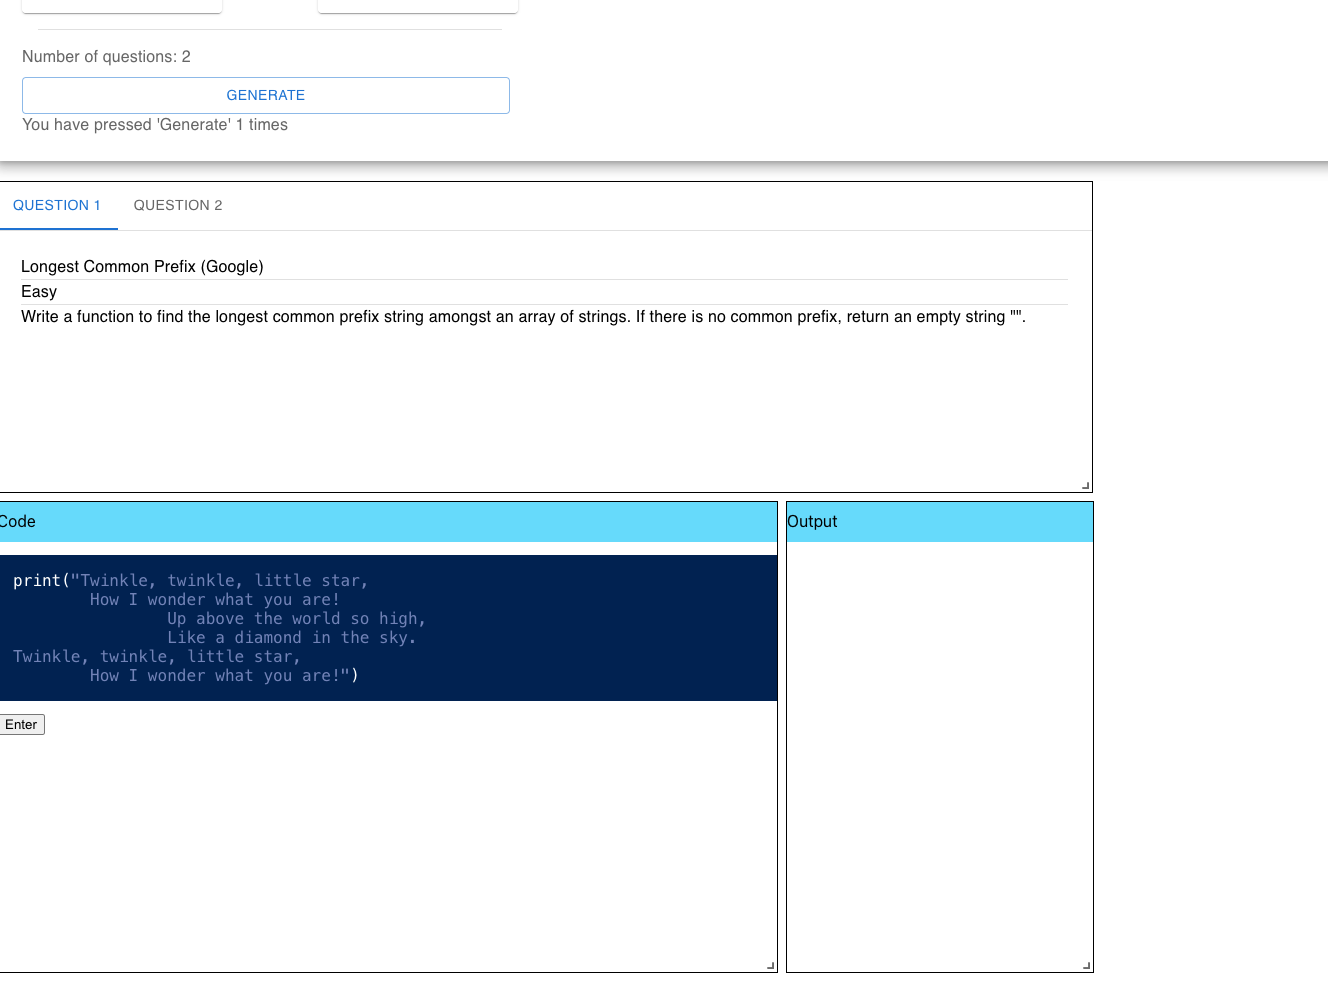 Number of questions: 2
GENERATE
You have pressed 'Generate' 1 times
QUESTION 1 QUESTION 2
Longest Common Prefix (Google)
Easy
Write a function to find the longest common prefix string amongst an array of strings. If there is no common prefix, return an empty string "".
Code
print("Twinkle, twinkle, little star,
How I wonder what you are!
Up above the world so high,
Like a diamond in the sky.
Twinkle, twinkle, little star,
How I wonder what you are!")
Enter
Output